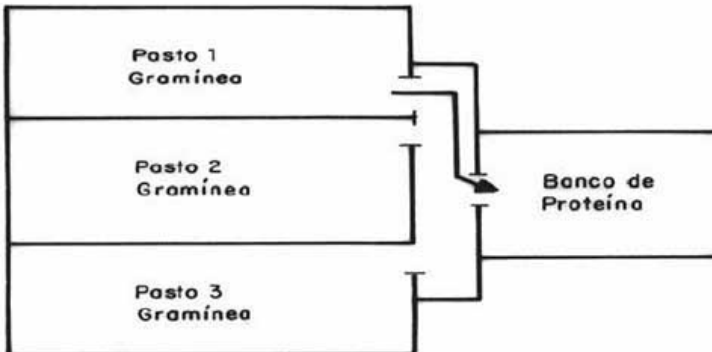 Pasto 1
Gramínea
Pasto 2
Gramínea
Banco de
Proteína
Pasto 3
Gramínea